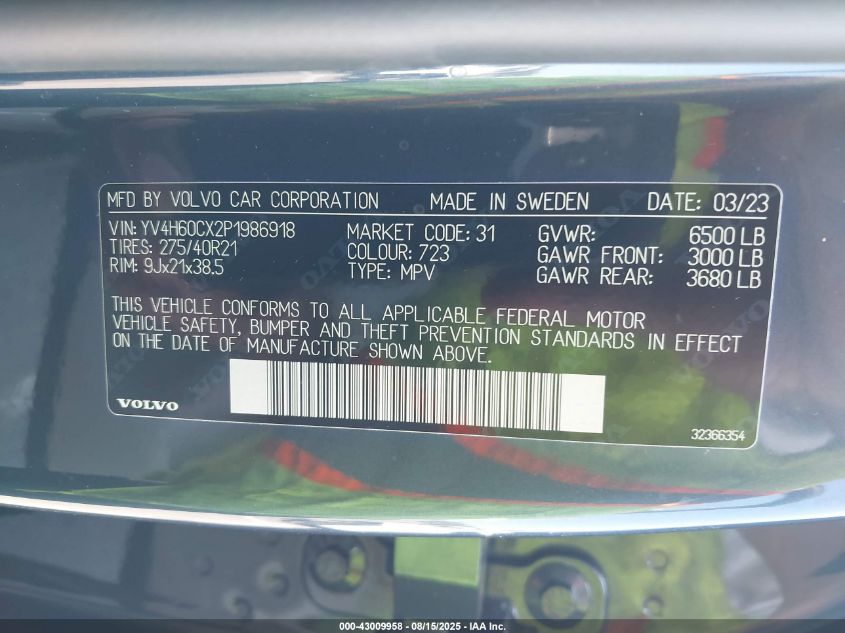 MFD BY VOLVO CAR CORPORATION MADE IN SWEDEN DATE: 03/23
VIN: YV4H60CX2P1986918 MARKET CODE: 31 GVWR: 6500 LB
TIRES: 275/40R21 COLOUR: 723 GAWR FRONT: 3000 LB
RIM: 9Jx21x38.5 TYPE: MPV GAWR REAR: 3680 LB
THIS VEHICLE CONFORMS TO ALL APPLICABLE FEDERAL MOTOR
VEHICLE SAFETY, BUMPER AND THEFT PREVENTION STANDARDS IN EFFECT
ON THE DATE OF MANUFACTURE SHOWN ABOVE.
VOLVO
32366354
000-43009958 - 08/15/2025 - IAA Inc.